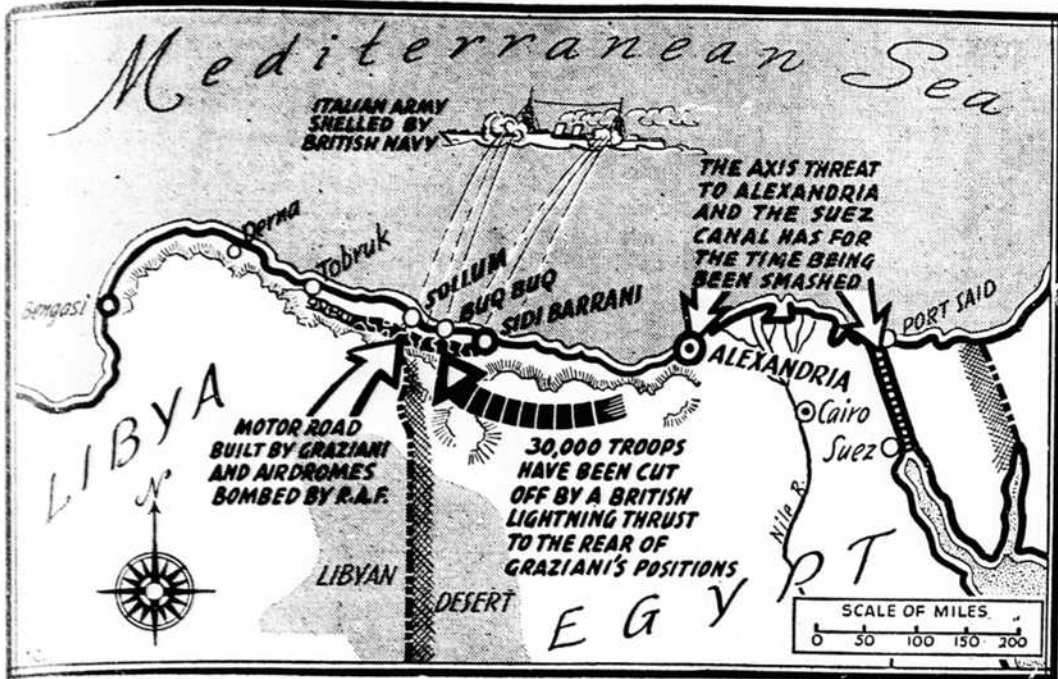 Mediterranean Sea
ITALIAN ARMY
SHELLED BY
BRITISH NAVY
THE AXIS THREAT
TO ALEXANDRIA
AND THE SUEZ
CANAL HAS FOR
THE TIME BEING
BEEN SMASHED
Bengasi
Derna
Tobruk
SOLLUM
BUQ BUQ
SIDI BARRANI
ALEXANDRIA
PORT SAID
Cairo
Suez
Nile R.
LIBYA
MOTOR ROAD
BUILT BY GRAZIANI
AND AIRDROMES
BOMBED BY R.A.F.
30,000 TROOPS
HAVE BEEN CUT
OFF BY A BRITISH
LIGHTNING THRUST
TO THE REAR OF
GRAZIANI'S POSITIONS
N
LIBYAN DESERT
EGYPT
SCALE OF MILES
0 50 100 150 200